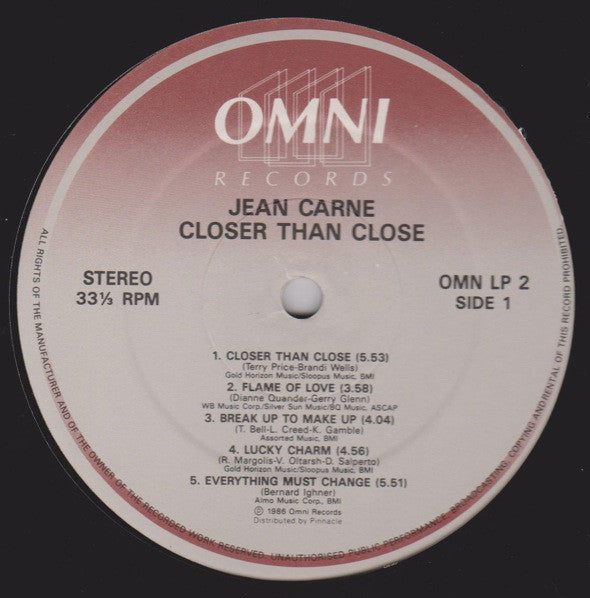 OMNI
RECORDS
JEAN CARNE
CLOSER THAN CLOSE
STEREO
33⅓ RPM
OMN LP 2
SIDE 1
1. CLOSER THAN CLOSE (5.53)
(Terry Price-Brandi Wells)
Gold Horizon Music/Sloopus Music, BMI
2. FLAME OF LOVE (3.58)
(Dianne Quander-Gerry Glenn)
WB Music Corp./Silver Sun Music/BQ Music, ASCAP
3. BREAK UP TO MAKE UP (4.04)
(T. Bell-L. Creed-K. Gamble)
Assorted Music, BMI
4. LUCKY CHARM (4.56)
(R. Margolis-V. Oltarsh-D. Salperto)
Gold Horizon Music/Sloopus Music, BMI
5. EVERYTHING MUST CHANGE (5.51)
(Bernard Ighner)
Almo Music Corp., BMI
℗ 1986 Omni Records
Distributed by Pinnacle
ALL RIGHTS OF THE MANUFACTURER AND OF THE OWNER OF THE RECORDED WORK RESERVED. UNAUTHORISED PUBLIC PERFORMANCE, BROADCASTING, COPYING AND RENTAL OF THIS RECORD PROHIBITED.